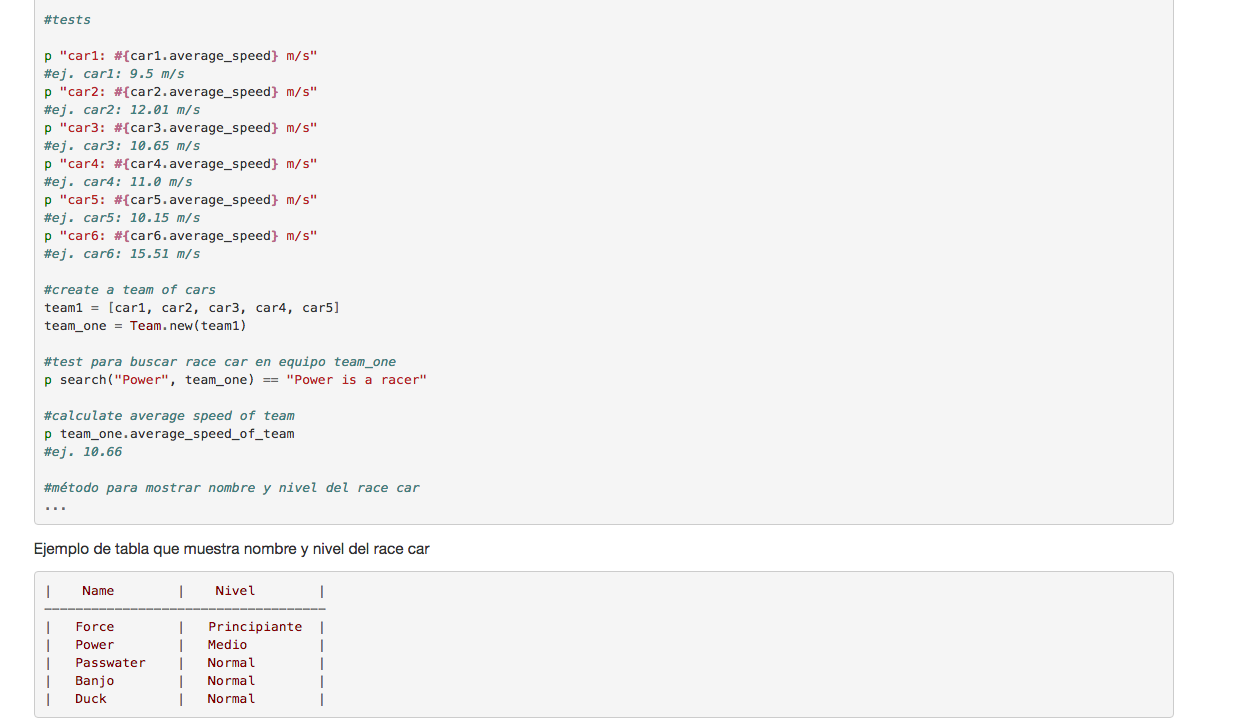 #tests
p "car1: #{car1.average_speed} m/s"
#ej. car1: 9.5 m/s
p "car2: #{car2.average_speed} m/s"
#ej. car2: 12.01 m/s
p "car3: #{car3.average_speed} m/s"
#ej. car3: 10.65 m/s
p "car4: #{car4.average_speed} m/s"
#ej. car4: 11.0 m/s
p "car5: #{car5.average_speed} m/s"
#ej. car5: 10.15 m/s
p "car6: #{car6.average_speed} m/s"
#ej. car6: 15.51 m/s
#create a team of cars
team1 = [car1, car2, car3, car4, car5]
team_one = Team.new(team1)
#test para buscar race car en equipo team_one
p search("Power", team_one) == "Power is a racer"
#calculate average speed of team
p team_one.average_speed_of_team
#ej. 10.66
#método para mostrar nombre y nivel del race car
...
Ejemplo de tabla que muestra nombre y nivel del race car
|    Name        |    Nivel        |
————————————————————————————————————
|   Force        |   Principiante  |
|   Power        |   Medio         |
|   Passwater    |   Normal        |
|   Banjo        |   Normal        |
|   Duck         |   Normal        |